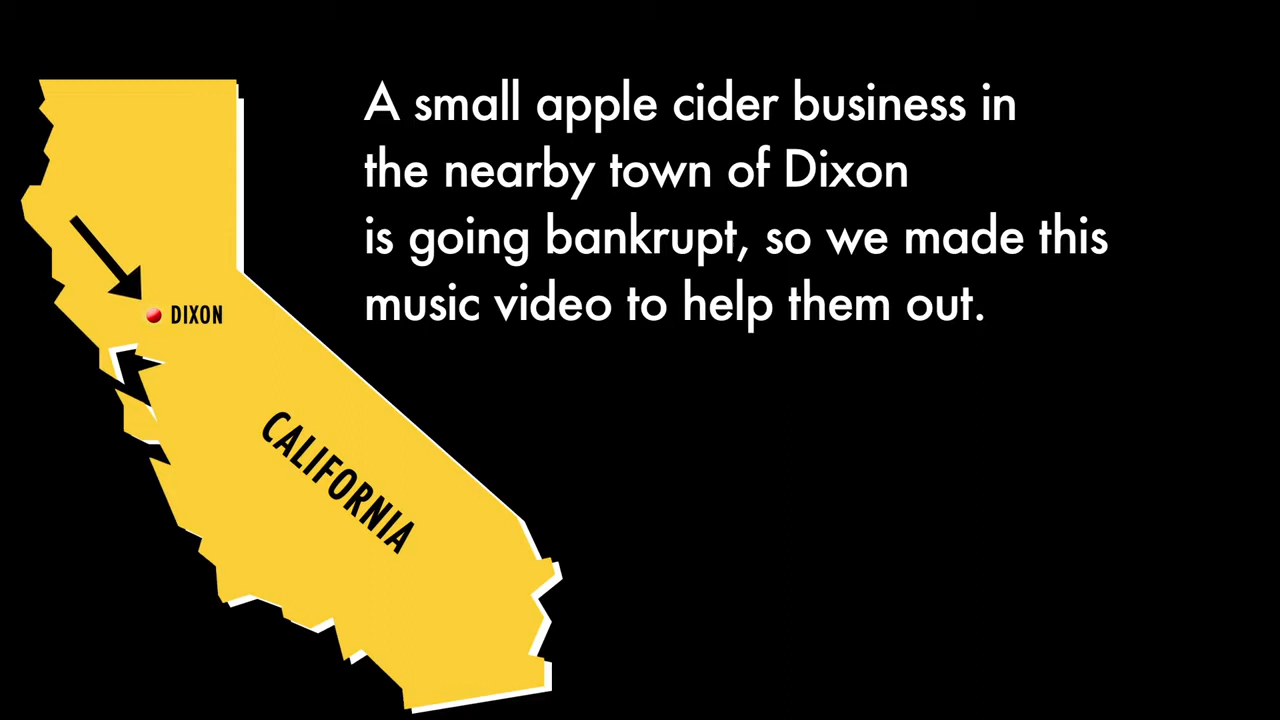 A small apple cider business in
the nearby town of Dixon
is going bankrupt, so we made this
music video to help them out.
DIXON
CALIFORNIA